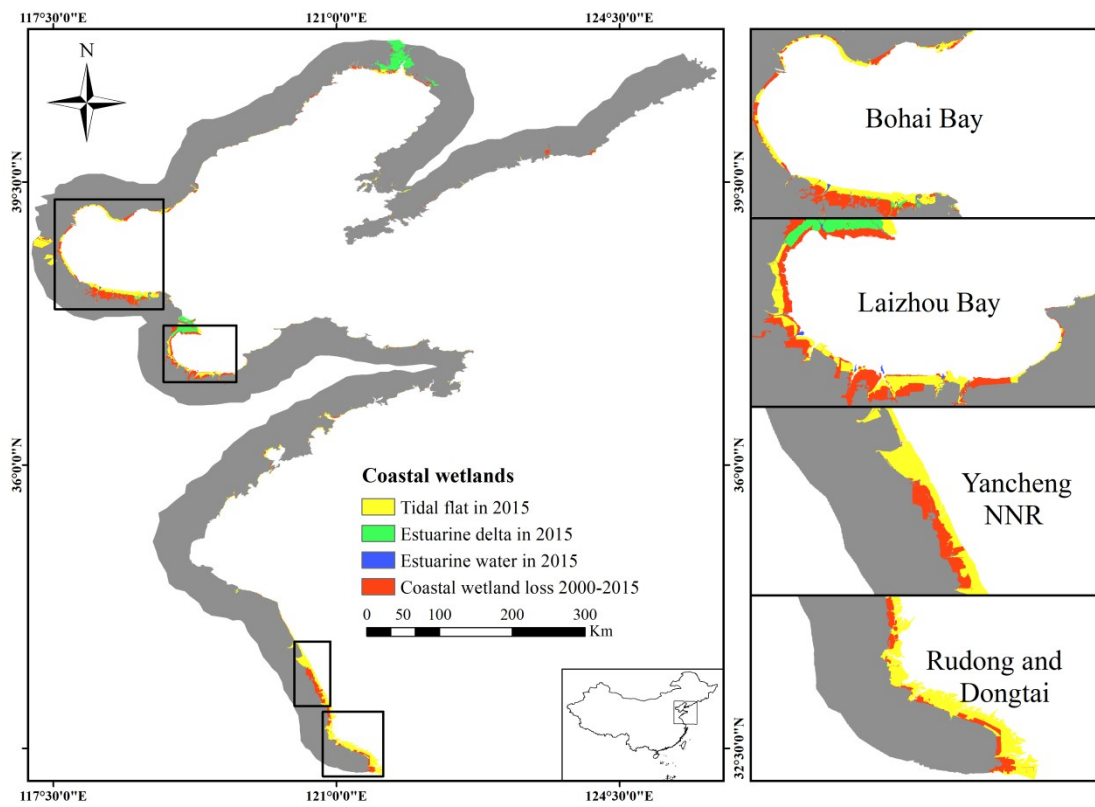 117°30'0"E
121°0'0"E
124°30'0"E
N
39°30'0"N
36°0'0"N
Coastal wetlands
Tidal flat in 2015
Estuarine delta in 2015
Estuarine water in 2015
Coastal wetland loss 2000-2015
0 50 100 200 300
Km
117°30'0"E
121°0'0"E
124°30'0"E
39°30'0"N
36°0'0"N
32°30'0"N
Bohai Bay
Laizhou Bay
Yancheng
NNR
Rudong and
Dongtai